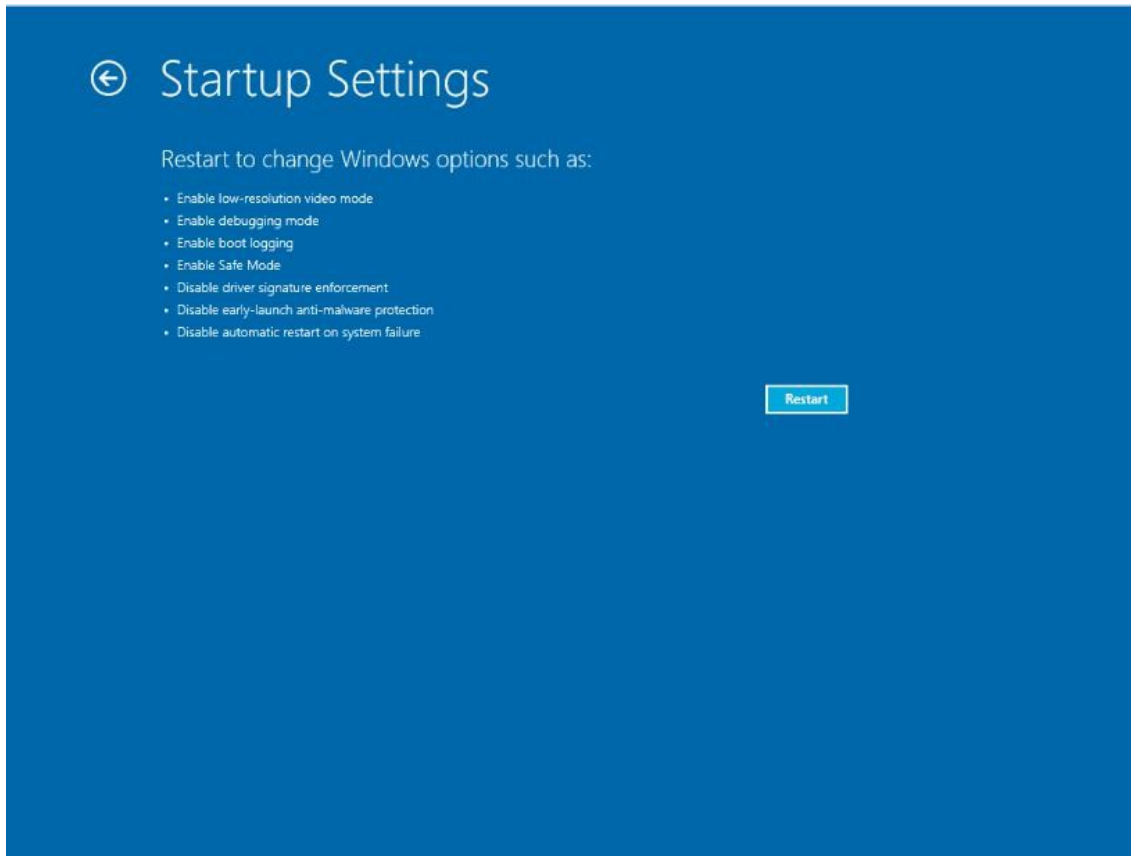 Startup Settings
Restart to change Windows options such as:
• Enable low-resolution video mode
• Enable debugging mode
• Enable boot logging
• Enable Safe Mode
• Disable driver signature enforcement
• Disable early-launch anti-malware protection
• Disable automatic restart on system failure
Restart